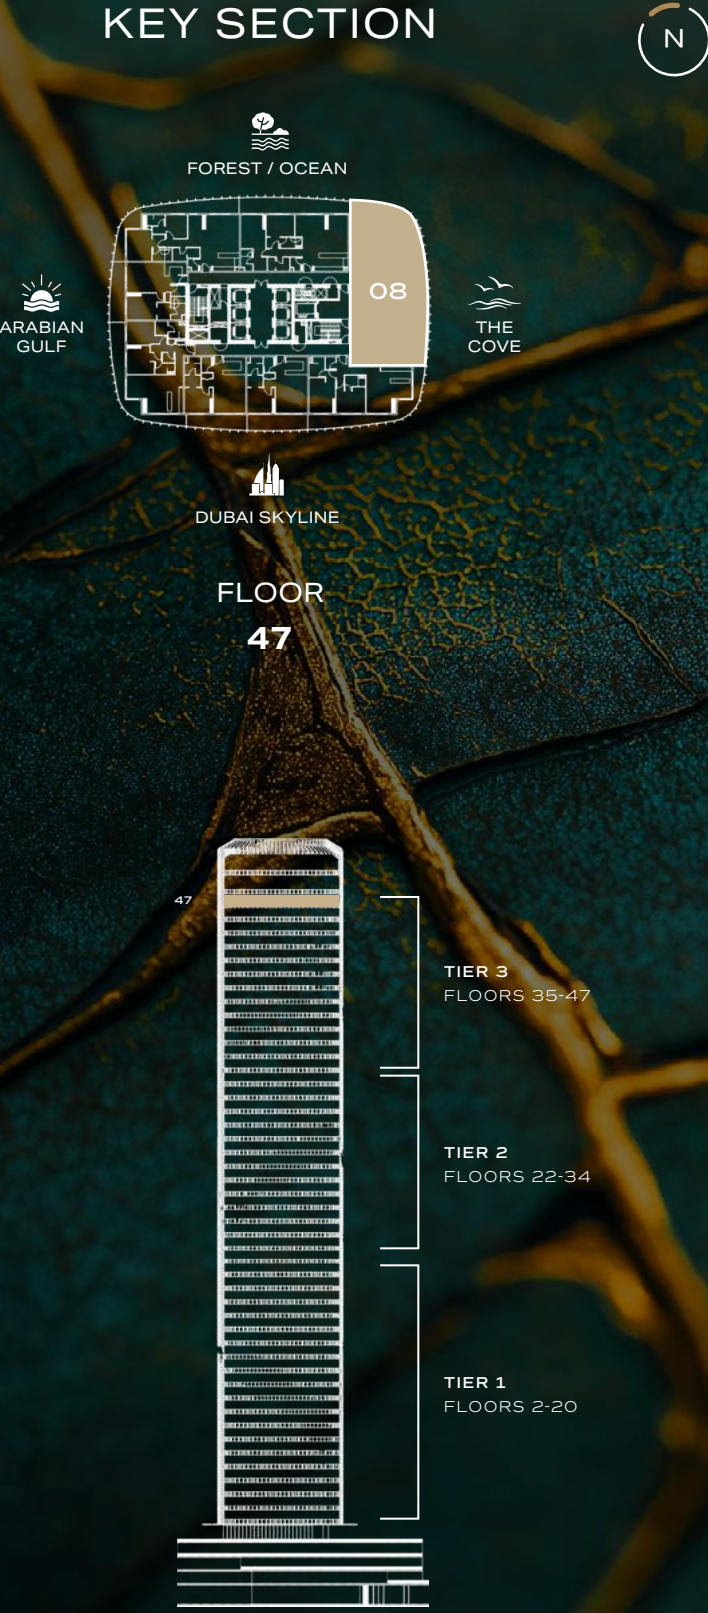 KEY SECTION
N
FOREST / OCEAN
08
ARABIAN
GULF
THE
COVE
DUBAI SKYLINE
FLOOR
47
47
TIER 3
FLOORS 35-47
TIER 2
FLOORS 22-34
TIER 1
FLOORS 2-20